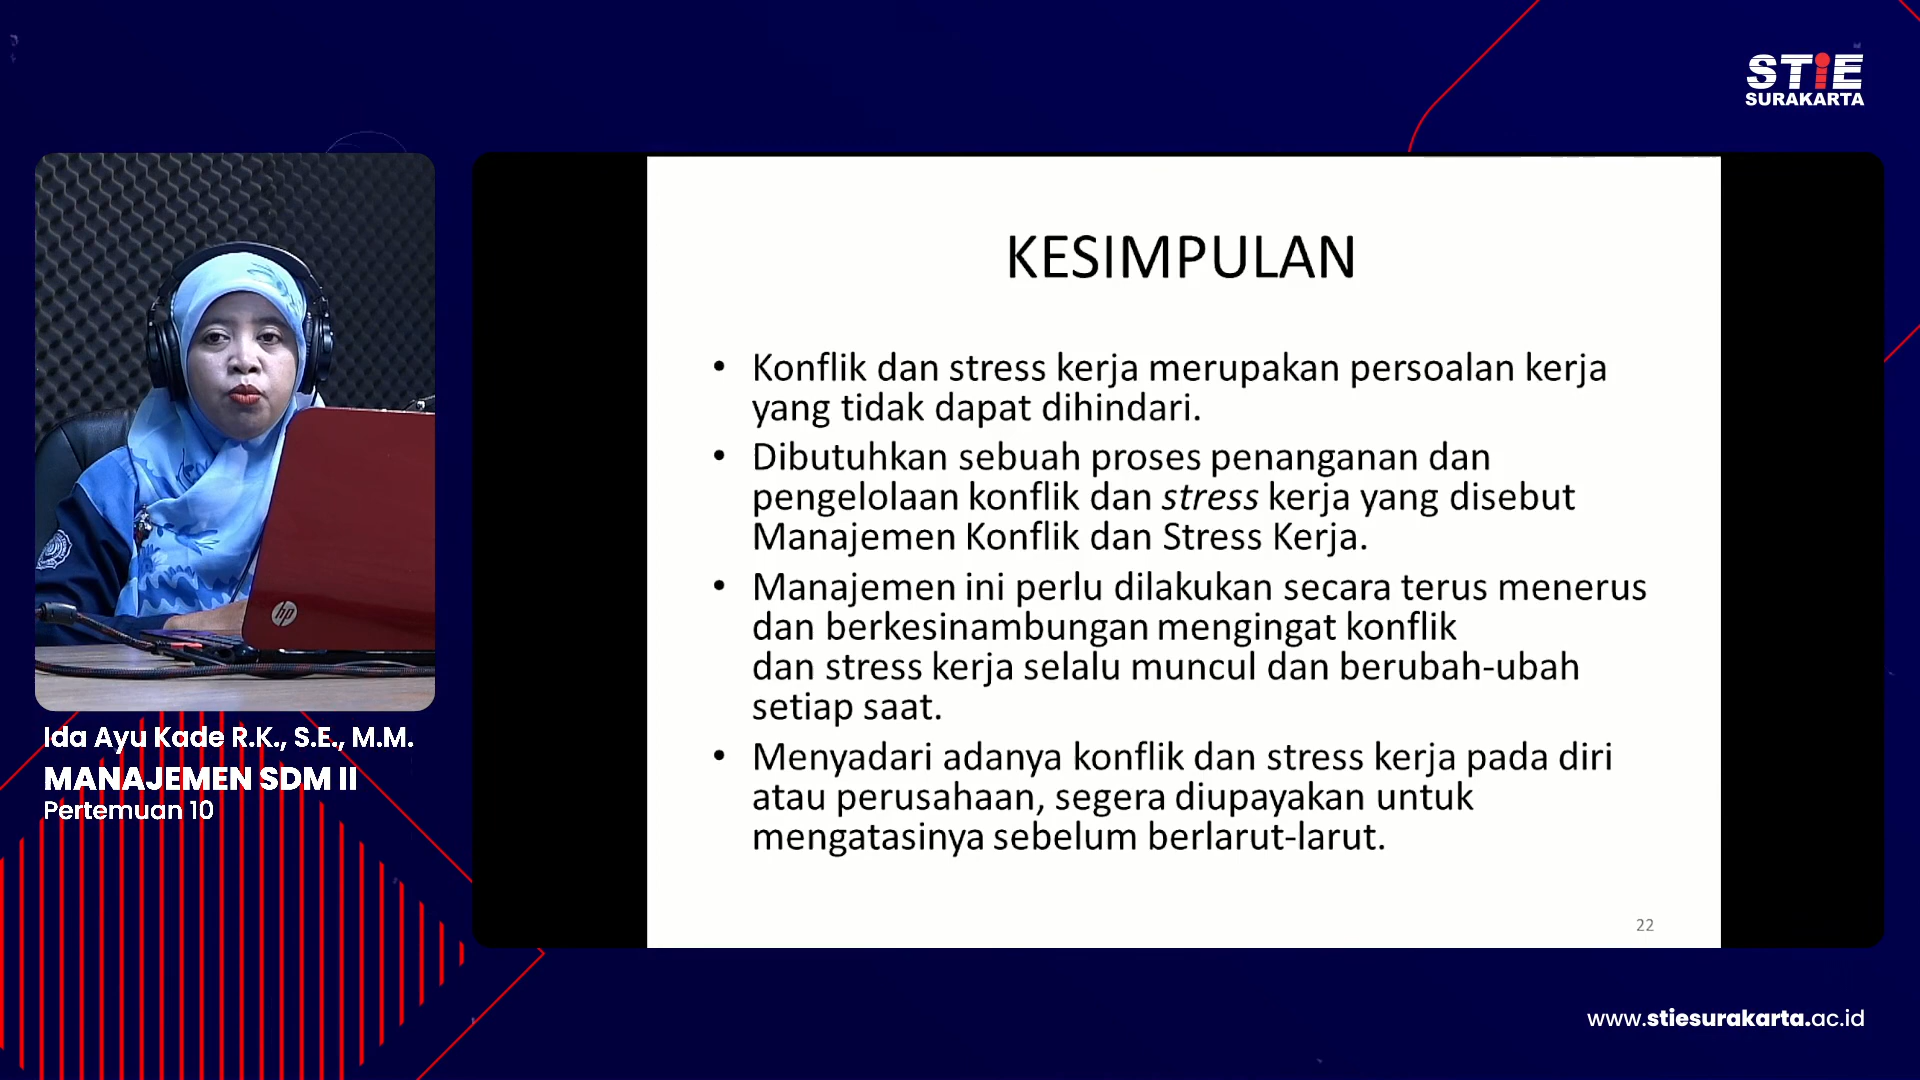 STiE
SURAKARTA
KESIMPULAN
• Konflik dan stress kerja merupakan persoalan kerja
yang tidak dapat dihindari.
• Dibutuhkan sebuah proses penanganan dan
pengelolaan konflik dan stress kerja yang disebut
Manajemen Konflik dan Stress Kerja.
• Manajemen ini perlu dilakukan secara terus menerus
dan berkesinambungan mengingat konflik
dan stress kerja selalu muncul dan berubah-ubah
setiap saat.
• Menyadari adanya konflik dan stress kerja pada diri
atau perusahaan, segera diupayakan untuk
mengatasinya sebelum berlarut-larut.
22
hp
Ida Ayu Kade R.K., S.E., M.M.
MANAJEMEN SDM II
Pertemuan 10
www.stiesurakarta.ac.id